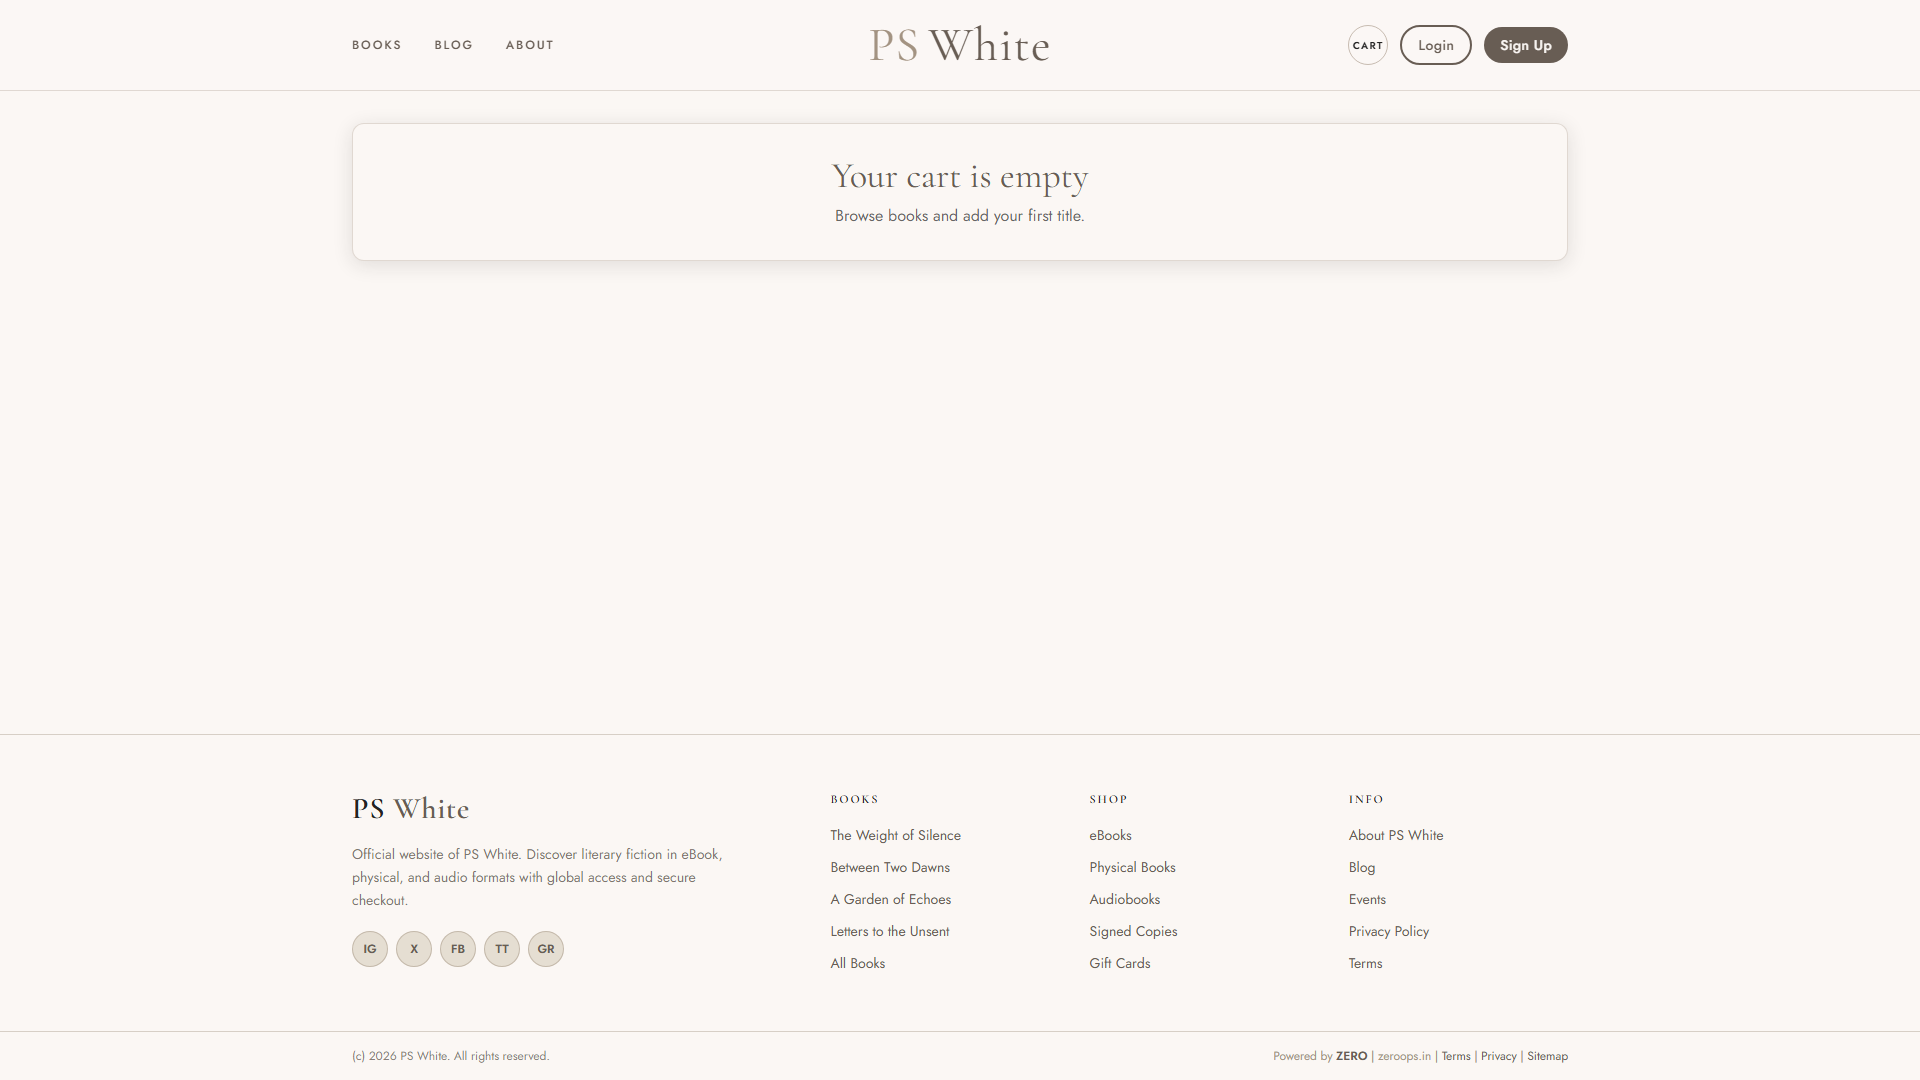 BOOKS BLOG ABOUT
PS White
CART
Login
Sign Up
Your cart is empty
Browse books and add your first title.
PS White
Official website of PS White. Discover literary fiction in eBook,
physical, and audio formats with global access and secure
checkout.
IG X FB TT GR
BOOKS
The Weight of Silence
Between Two Dawns
A Garden of Echoes
Letters to the Unsent
All Books
SHOP
eBooks
Physical Books
Audiobooks
Signed Copies
Gift Cards
INFO
About PS White
Blog
Events
Privacy Policy
Terms
(c) 2026 PS White. All rights reserved.
Powered by ZERO | zeroops.in | Terms | Privacy | Sitemap